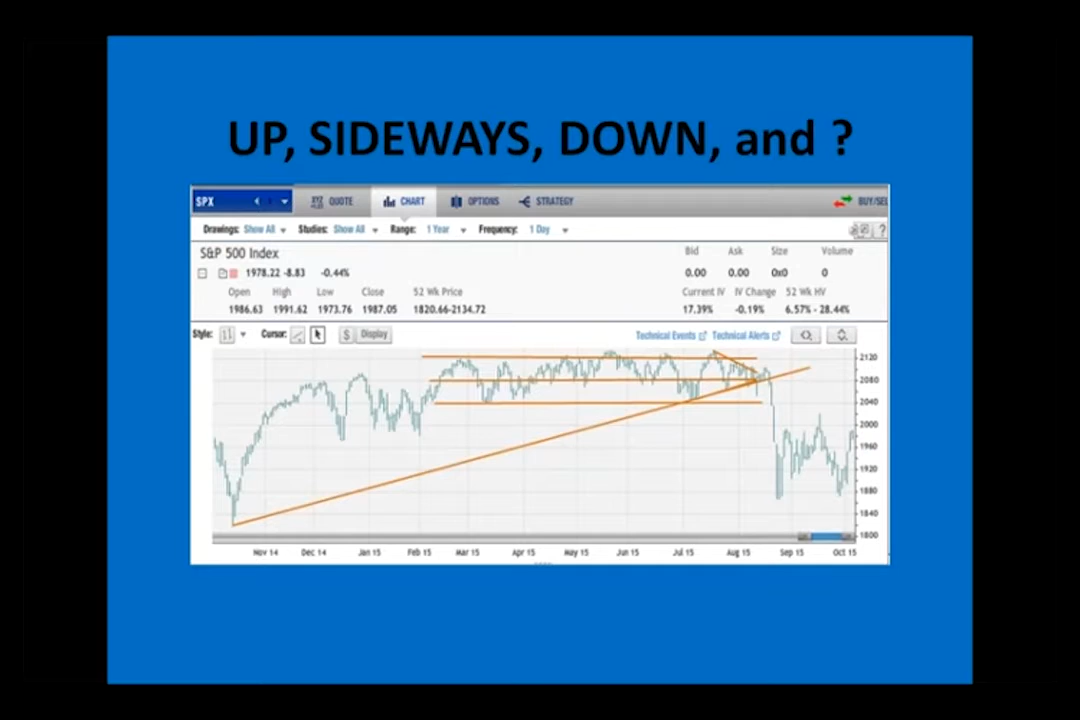 UP, SIDEWAYS, DOWN, and ?
SPX QUOTE CHART OPTIONS STRATEGY BUY/SEL
Drawings: Show All Studies: Show All Range: 1 Year Frequency: 1 Day ?
S&P 500 Index Bid Ask Size Volume
1978.22 -8.83 -0.44% 0.00 0.00 0x0 0
Open High Low Close 52 Wk Price Current IV IV Change 52 Wk HV
1986.63 1991.62 1973.76 1987.05 1820.66-2134.72 17.39% -0.19% 6.57% - 28.44%
Style: Cursor: $ Display Technical Events Technical Alerts
2120
2080
2040
2000
1960
1920
1880
1840
1800
Nov 14 Dec 14 Jan 15 Feb 15 Mar 15 Apr 15 May 15 Jun 15 Jul 15 Aug 15 Sep 15 Oct 15